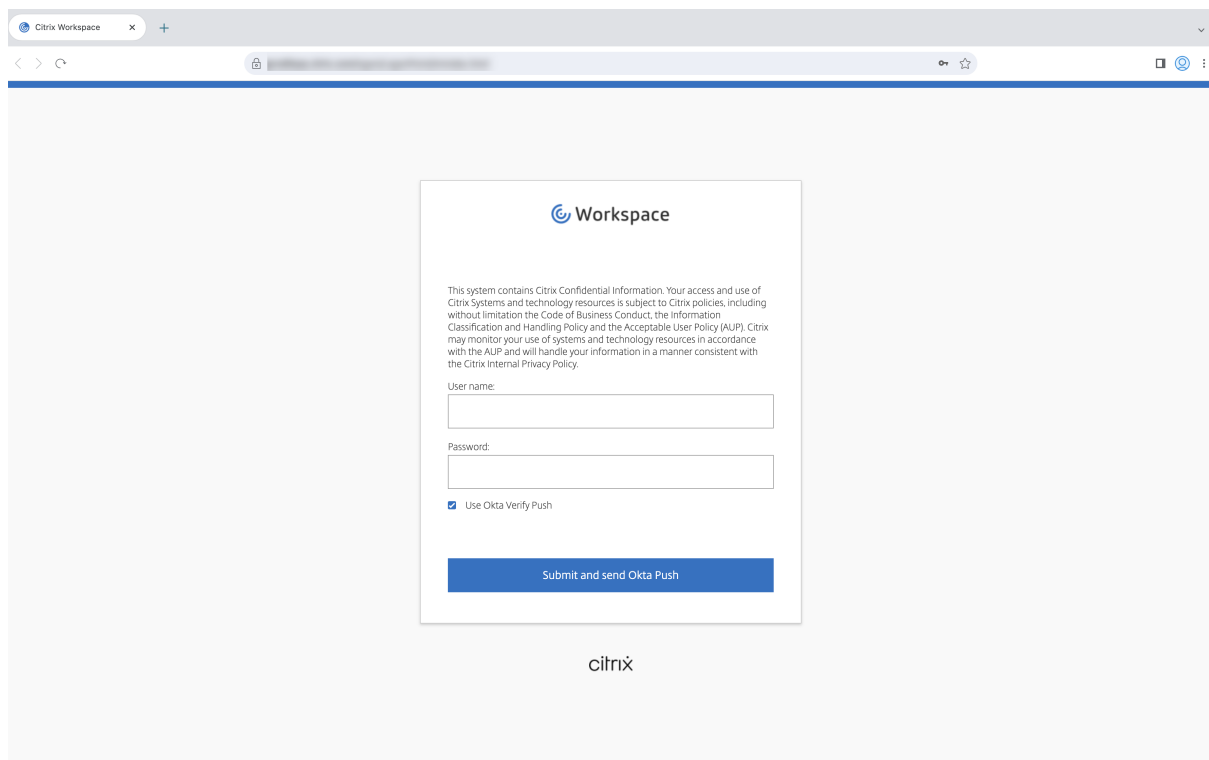 Citrix Workspace
Workspace
This system contains Citrix Confidential Information. Your access and use of
Citrix Systems and technology resources is subject to Citrix policies, including
without limitation the Code of Business Conduct, the Information
Classification and Handling Policy and the Acceptable User Policy (AUP). Citrix
may monitor your use of systems and technology resources in accordance
with the AUP and will handle your information in a manner consistent with
the Citrix Internal Privacy Policy.
User name:
Password:
Use Okta Verify Push
Submit and send Okta Push
citrix